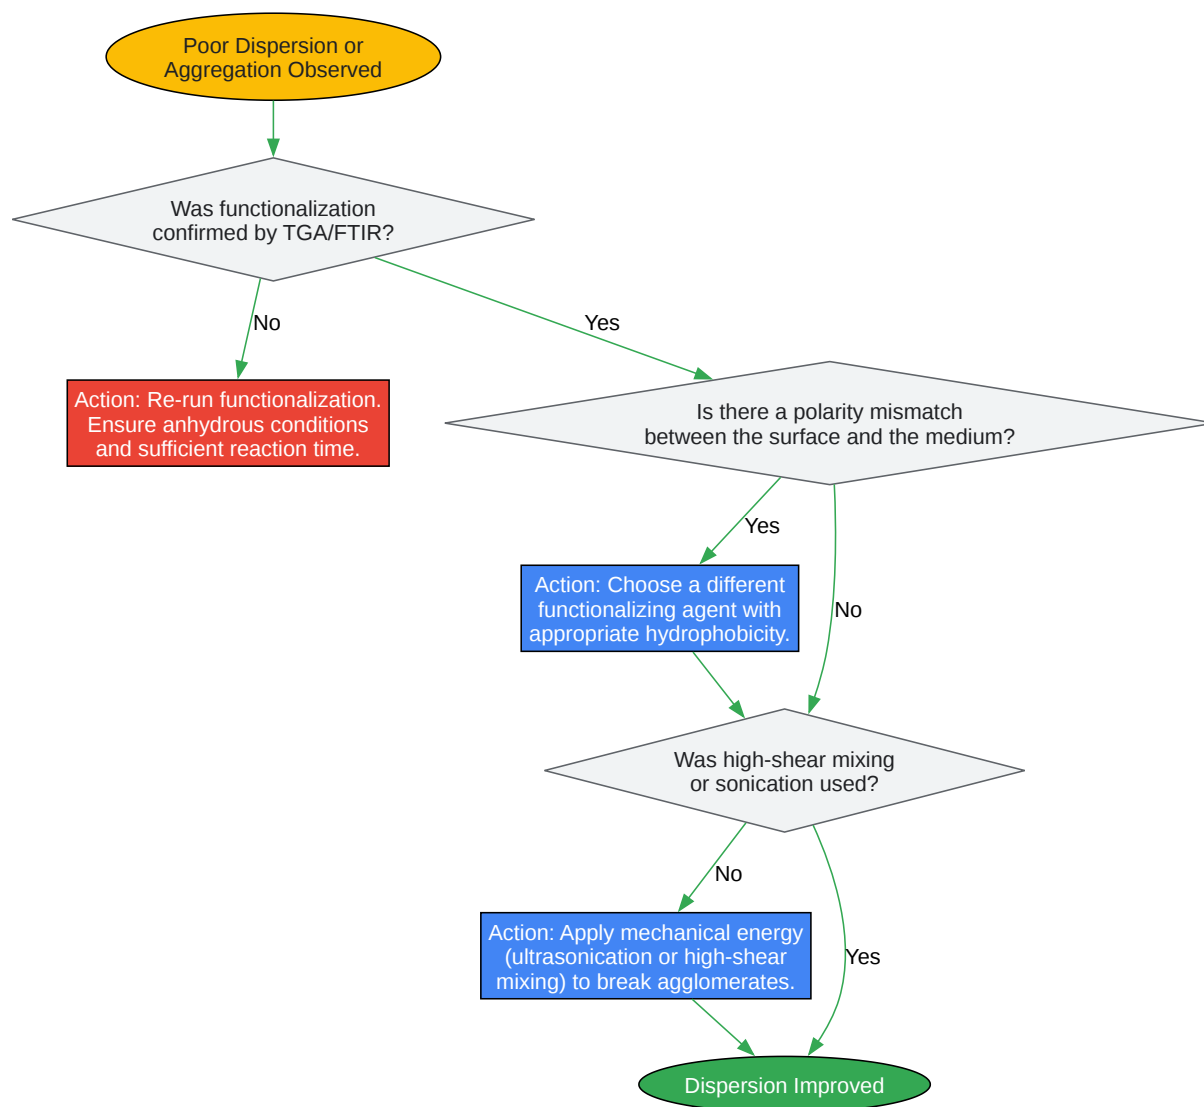 Poor Dispersion or
Aggregation Observed
Was functionalization
confirmed by TGA/FTIR?
No
Yes
Action: Re-run functionalization.
Ensure anhydrous conditions
and sufficient reaction time.
Is there a polarity mismatch
between the surface and the medium?
Yes
No
Action: Choose a different
functionalizing agent with
appropriate hydrophobicity.
Was high-shear mixing
or sonication used?
No
Yes
Action: Apply mechanical energy
(ultrasonication or high-shear
mixing) to break agglomerates.
Dispersion Improved